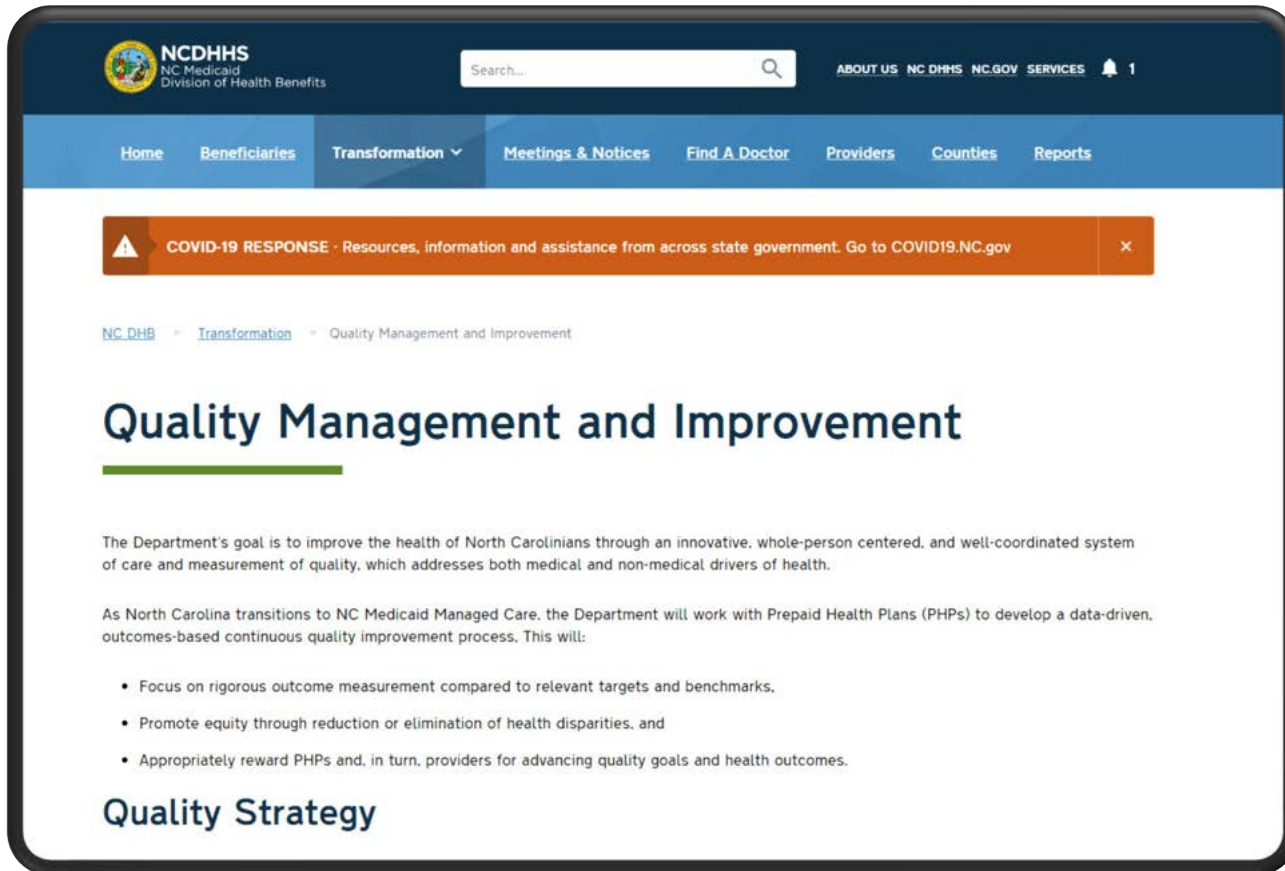 NCDHHS
NC Medicaid
Division of Health Benefits
Search...
ABOUT US NC DHHS NC.GOV SERVICES 1
Home Beneficiaries Transformation Meetings & Notices Find A Doctor Providers Counties Reports
COVID-19 RESPONSE - Resources, information and assistance from across state government. Go to COVID19.NC.gov ×
NC DHB » Transformation » Quality Management and Improvement
Quality Management and Improvement
The Department's goal is to improve the health of North Carolinians through an innovative, whole-person centered, and well-coordinated system
of care and measurement of quality, which addresses both medical and non-medical drivers of health.
As North Carolina transitions to NC Medicaid Managed Care, the Department will work with Prepaid Health Plans (PHPs) to develop a data-driven,
outcomes-based continuous quality improvement process, This will:
• Focus on rigorous outcome measurement compared to relevant targets and benchmarks,
• Promote equity through reduction or elimination of health disparities, and
• Appropriately reward PHPs and, in turn, providers for advancing quality goals and health outcomes.
Quality Strategy